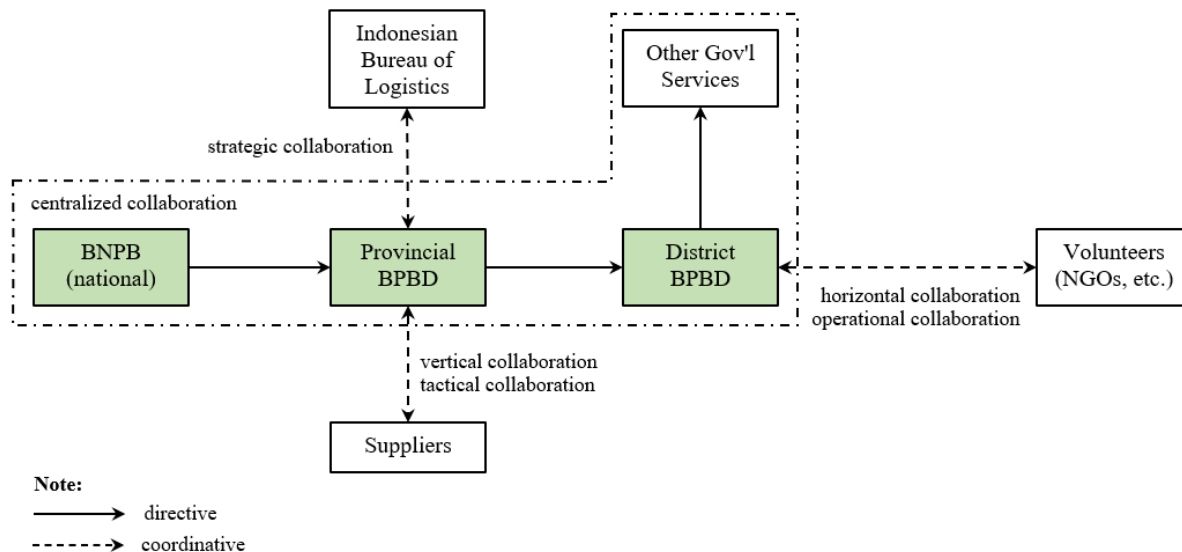 Indonesian
Bureau of
Logistics
Other Gov'l
Services
strategic collaboration
centralized collaboration
BNPB
(national)
Provincial
BPBD
District
BPBD
Volunteers
(NGOs, etc.)
horizontal collaboration
operational collaboration
vertical collaboration
tactical collaboration
Suppliers
Note:
directive
coordinative